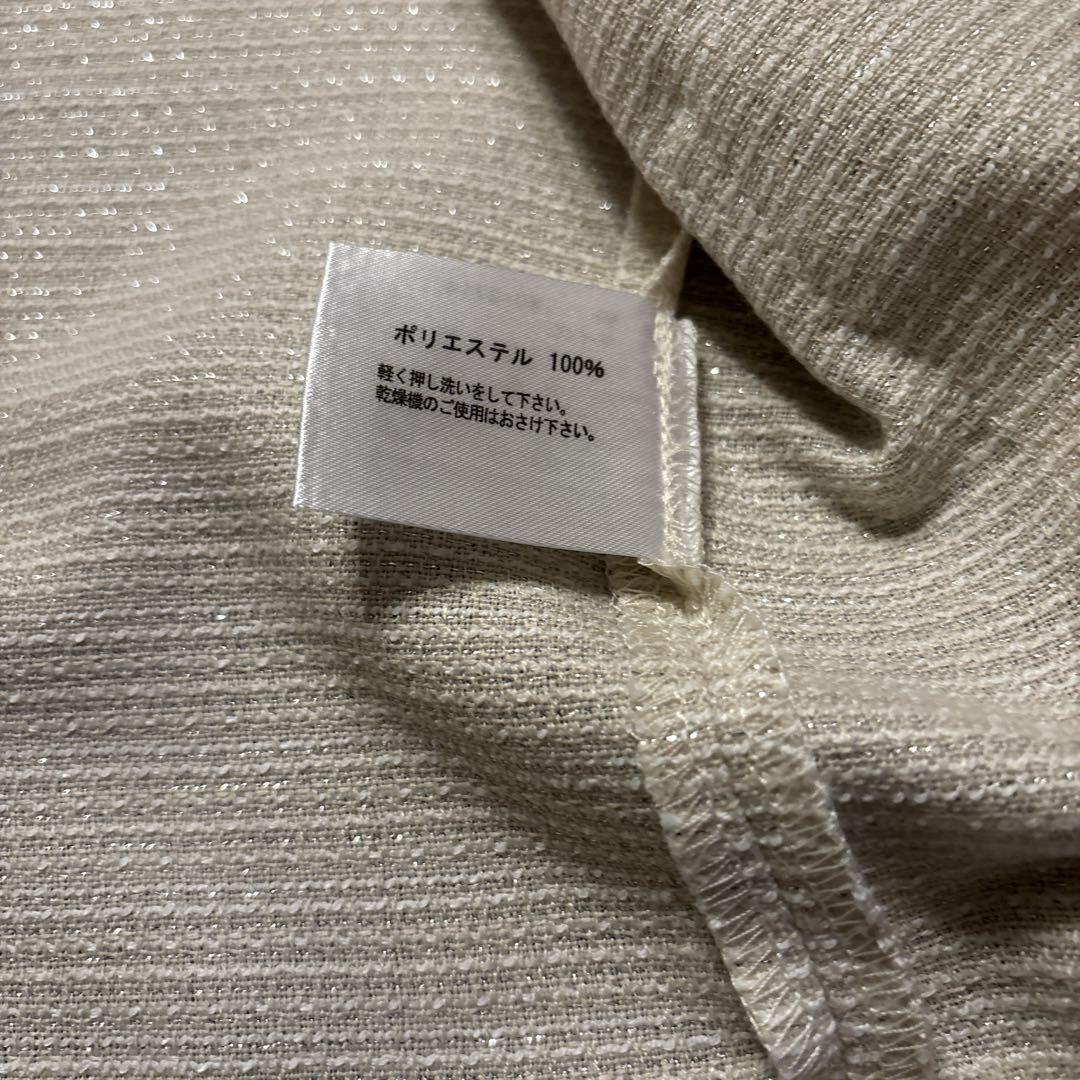 ポリエステル 100%
軽く押し洗いをして下さい。
乾燥機のご使用はおさけ下さい。